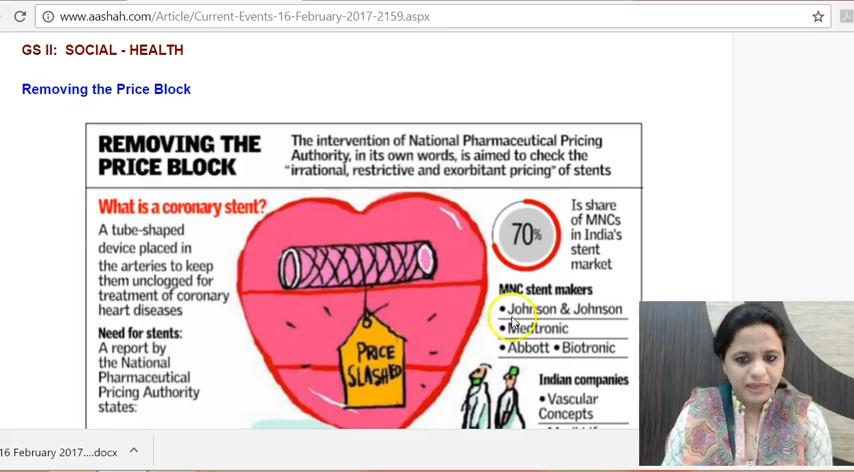 www.aashah.com/Article/Current-Events-16-February-2017-2159.aspx
GS II: SOCIAL - HEALTH
Removing the Price Block
REMOVING THE
PRICE BLOCK
The intervention of National Pharmaceutical Pricing
Authority, in its own words, is aimed to check the
“irrational, restrictive and exorbitant pricing” of stents
What is a coronary stent?
A tube-shaped
device placed in
the arteries to keep
them unclogged for
treatment of coronary
heart diseases
Need for stents:
A report by
the National
Pharmaceutical
Pricing Authority
states:
PRICE
SLASHED
70%
Is share
of MNCs
in India's
stent
market
MNC stent makers
• Johnson & Johnson
• Medtronic
• Abbott • Biotronic
Indian companies
• Vascular
Concepts
16 February 2017....docx